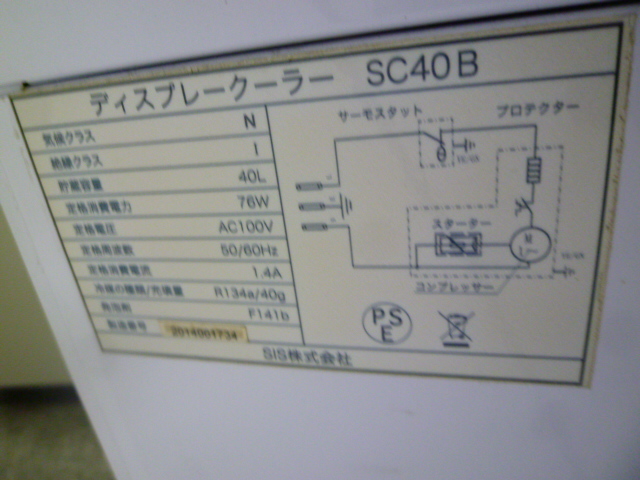 ディスプレークーラー SC40B
気候クラス N
絶縁クラス I
貯蔵容量 40L
定格消費電力 76W
定格電圧 AC100V
定格周波数 50/60Hz
定格消費電流 1.4A
冷媒の種類/充填量 R134a/40g
発泡剤 F141b
製造番号 2014001734
サーモスタット
プロテクター
スターター
M
コンプレッサー
PSE
SIS株式会社